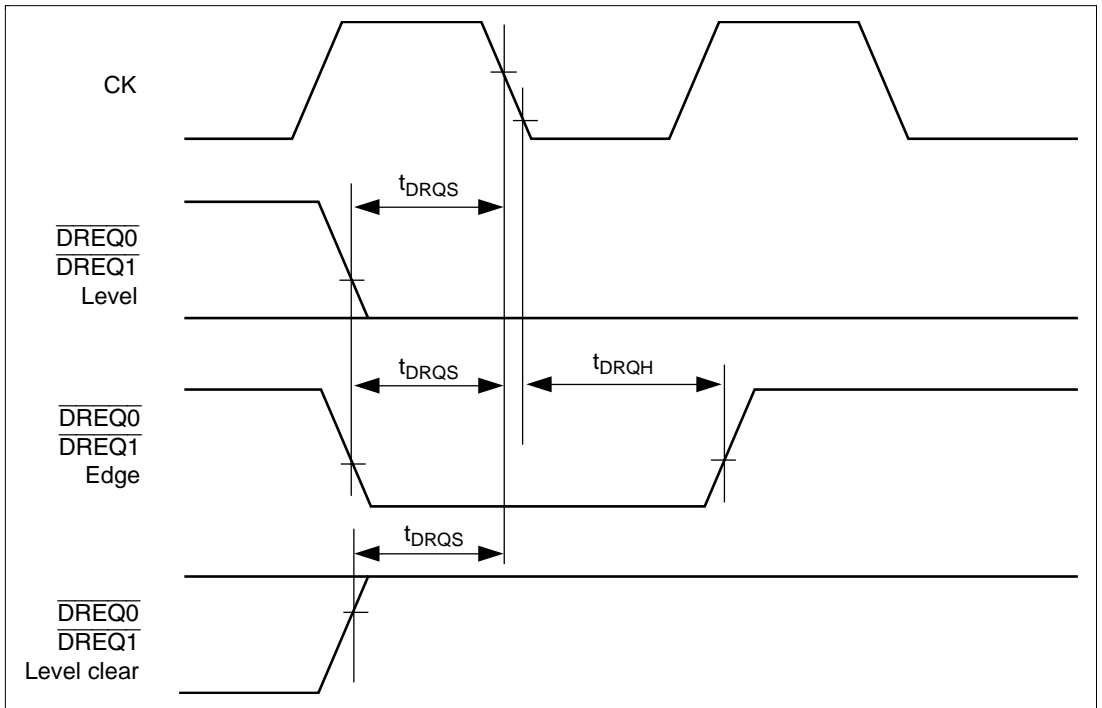 CK
tDRQS
DREQ0
DREQ1
Level
tDRQS
tDRQH
DREQ0
DREQ1
Edge
tDRQS
DREQ0
DREQ1
Level clear